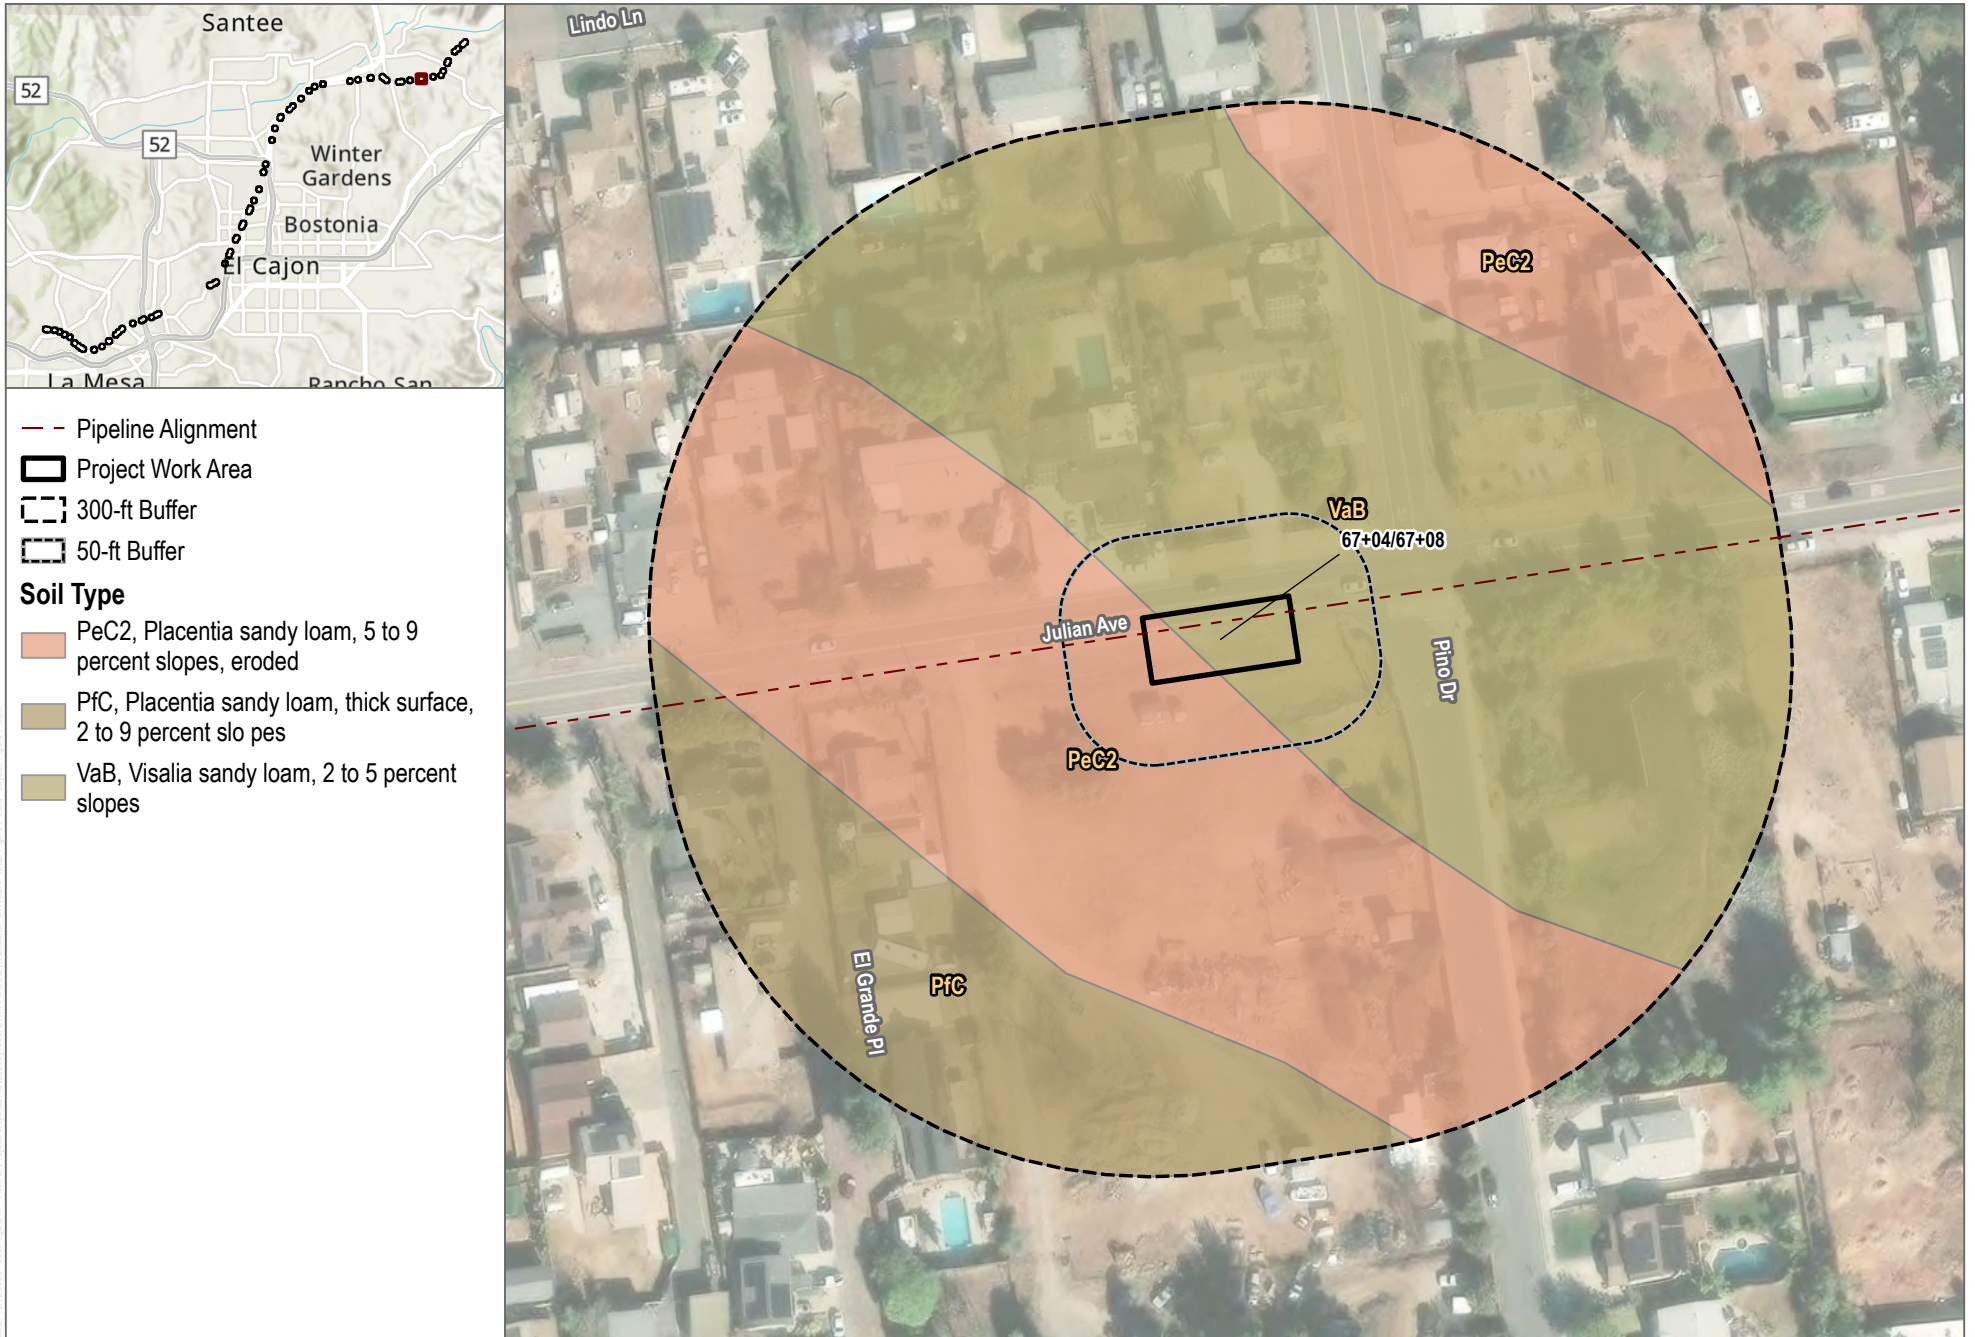 Santee
52
52
Winter
Gardens
Bostonia
El Cajon
La Mesa
Rancho San
Pipeline Alignment
Project Work Area
300-ft Buffer
50-ft Buffer
Soil Type
PeC2, Placentia sandy loam, 5 to 9
percent slopes, eroded
PfC, Placentia sandy loam, thick surface,
2 to 9 percent slo pes
VaB, Visalia sandy loam, 2 to 5 percent
slopes
Lindo Ln
PeC2
VaB
67+04/67+08
Julian Ave
Pino Dr
PeC2
El Grande Pl
PfC